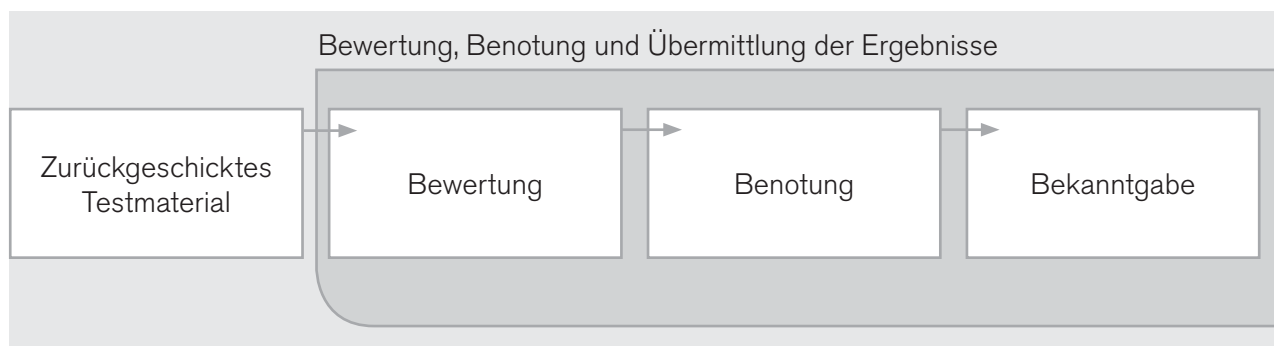 Bewertung, Benotung und Übermittlung der Ergebnisse
Zurückgeschicktes
Testmaterial
Bewertung
Benotung
Bekanntgabe